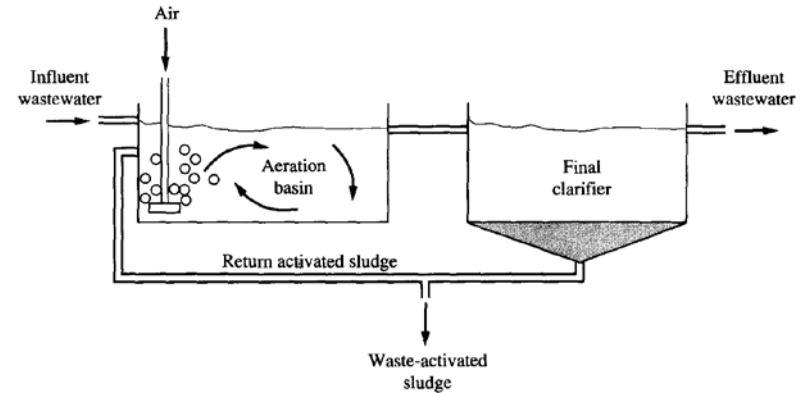 Air
Influent
wastewater
Effluent
wastewater
Aeration
basin
Final
clarifier
Return activated sludge
Waste-activated
sludge